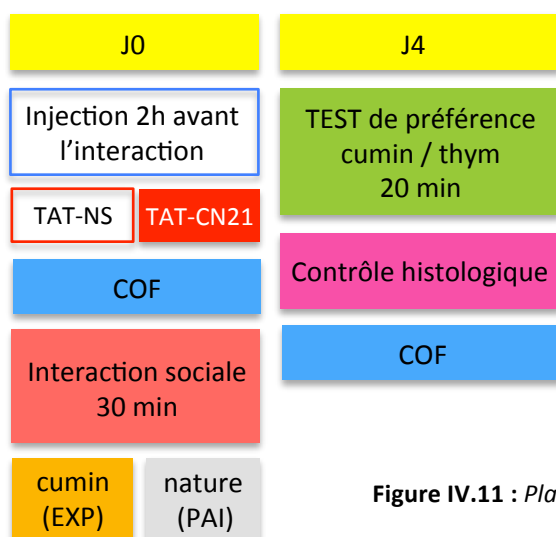 J0
Injection 2h avant
l'interaction
TAT-NS
TAT-CN21
COF
Interaction sociale
30 min
cumin
(EXP)
nature
(PAI)
J4
TEST de préférence
cumin / thym
20 min
Contrôle histologique
COF
Figure IV.11 : Pla